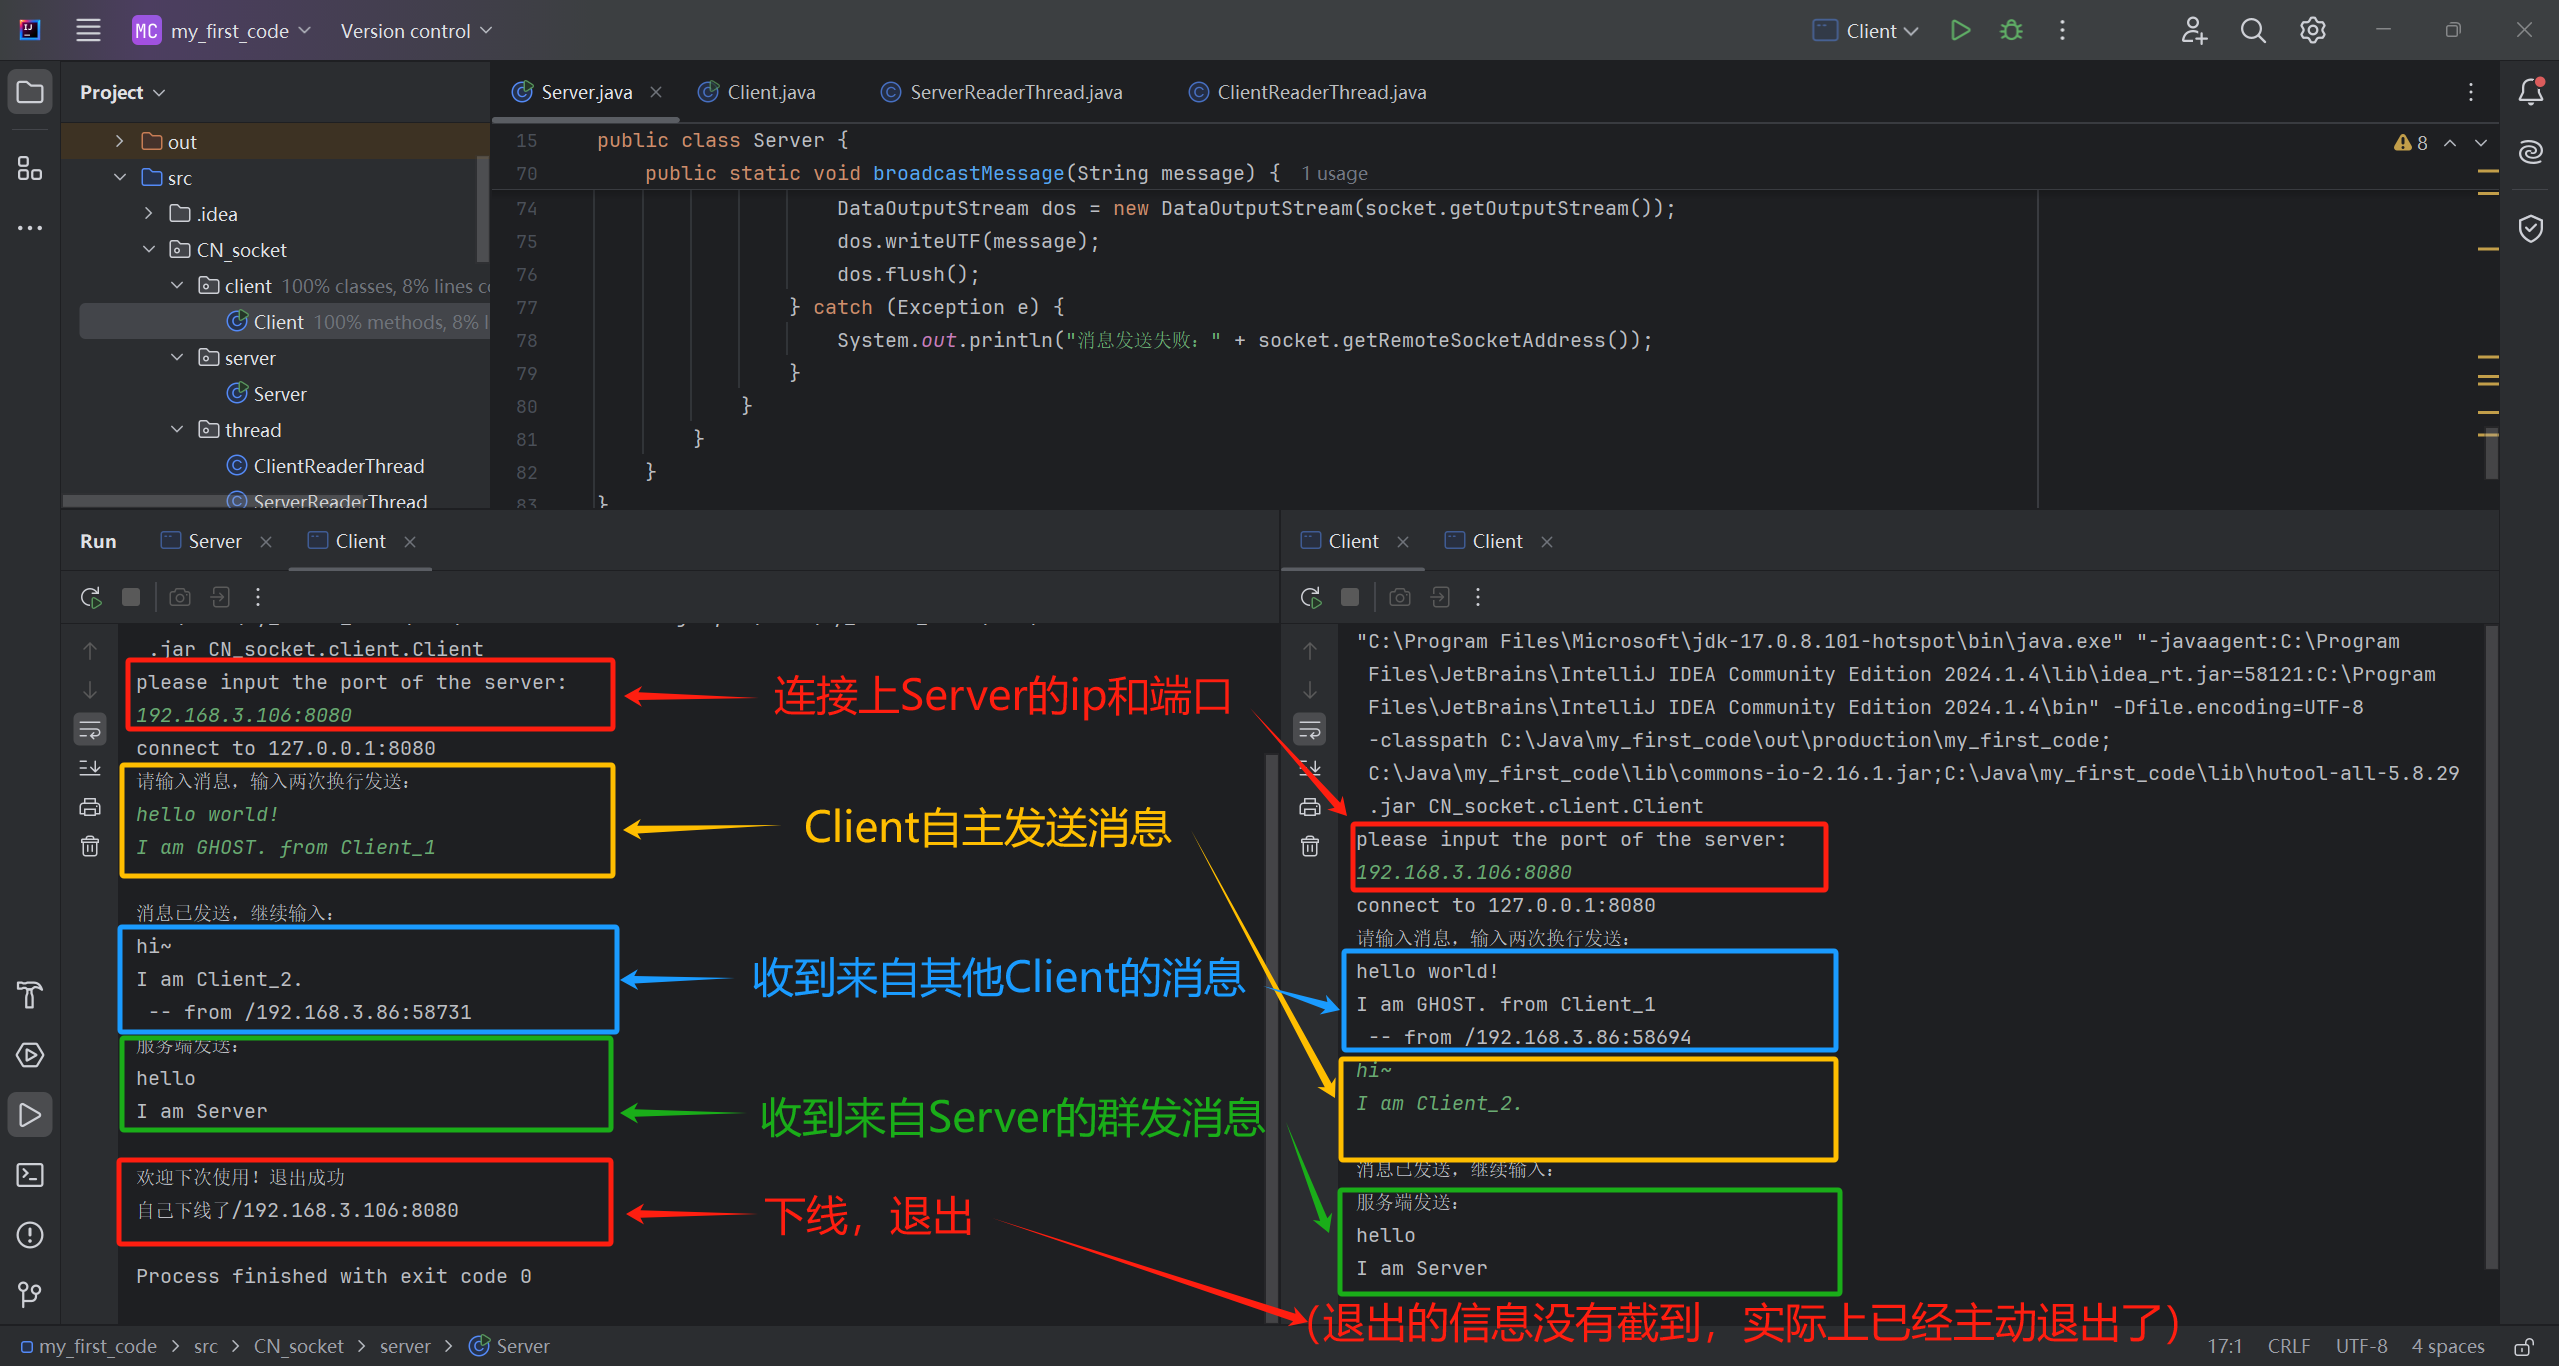 MC my_first_code Version control Client
Project
out
src
.idea
CN_socket
client 100% classes, 8% lines co
Client 100% methods, 8% l
server
Server
thread
ClientReaderThread
ServerReaderThread
Server.java Client.java ServerReaderThread.java ClientReaderThread.java
15 public class Server {
70 public static void broadcastMessage(String message) { 1 usage
8
74 DataOutputStream dos = new DataOutputStream(socket.getOutputStream());
75 dos.writeUTF(message);
76 dos.flush();
77 } catch (Exception e) {
78 System.out.println("消息发送失败：" + socket.getRemoteSocketAddress());
79 }
80 }
81 }
82 }
83 }
Run Server Client
.jar CN_socket.client.Client
please input the port of the server:
192.168.3.106:8080
connect to 127.0.0.1:8080
请输入消息，输入两次换行发送：
hello world!
I am GHOST. from Client_1
消息已发送，继续输入：
hi~
I am Client_2.
-- from /192.168.3.86:58731
服务端发送：
hello
I am Server
欢迎下次使用！退出成功
自己下线了/192.168.3.106:8080
Process finished with exit code 0
连接上Server的ip和端口
Client自主发送消息
收到来自其他Client的消息
收到来自Server的群发消息
下线，退出
Client Client
"C:\Program Files\Microsoft\jdk-17.0.8.101-hotspot\bin\java.exe" "-javaagent:C:\Program
Files\JetBrains\IntelliJ IDEA Community Edition 2024.1.4\lib\idea_rt.jar=58121:C:\Program
Files\JetBrains\IntelliJ IDEA Community Edition 2024.1.4\bin" -Dfile.encoding=UTF-8
-classpath C:\Java\my_first_code\out\production\my_first_code;
C:\Java\my_first_code\lib\commons-io-2.16.1.jar;C:\Java\my_first_code\lib\hutool-all-5.8.29
.jar CN_socket.client.Client
please input the port of the server:
192.168.3.106:8080
connect to 127.0.0.1:8080
请输入消息，输入两次换行发送：
hello world!
I am GHOST. from Client_1
-- from /192.168.3.86:58694
hi~
I am Client_2.
消息已发送，继续输入：
服务端发送：
hello
I am Server
（退出的信息没有截到，实际上已经主动退出了）
my_first_code > src > CN_socket > server > Server
17:1 CRLF UTF-8 4 spaces